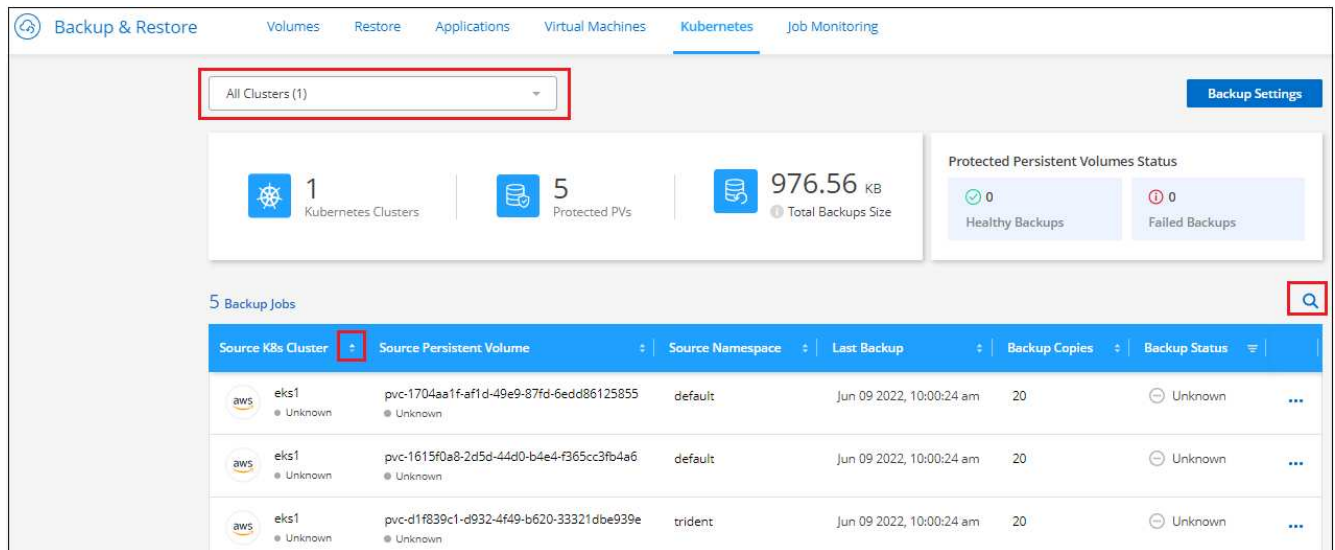 Backup & Restore Volumes Restore Applications Virtual Machines Kubernetes Job Monitoring
All Clusters (1) Backup Settings
Protected Persistent Volumes Status
1
Kubernetes Clusters
5
Protected PVs
976.56 KB
Total Backups Size
0
Healthy Backups
0
Failed Backups
5 Backup Jobs
Source K8s Cluster Source Persistent Volume Source Namespace Last Backup Backup Copies Backup Status
aws eks1 pvc-1704aa1f-af1d-49e9-87fd-6edd86125855 default Jun 09 2022, 10:00:24 am 20 Unknown
Unknown Unknown
aws eks1 pvc-1615f0a8-2d5d-44d0-b4e4-f365cc3fb4a6 default Jun 09 2022, 10:00:24 am 20 Unknown
Unknown Unknown
aws eks1 pvc-d1f839c1-d932-4f49-b620-33321dbe939e trident Jun 09 2022, 10:00:24 am 20 Unknown
Unknown Unknown